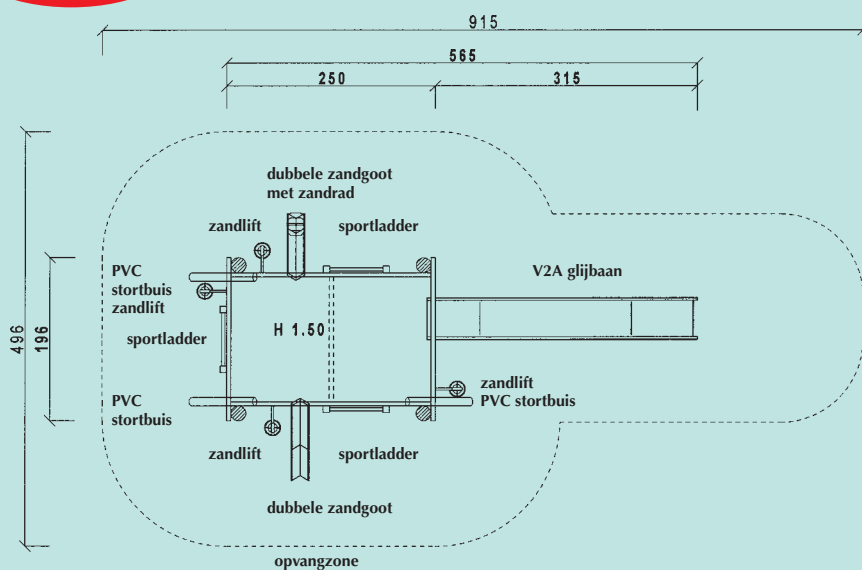 915
565
250
315
dubbele zandgoot
met zandrad
zandlift
sportladder
PVC
stortbuis
zandlift
V2A glijbaan
496
196
sportladder
H 1.50
PVC
stortbuis
zandlift
PVC stortbuis
zandlift
sportladder
dubbele zandgoot
opvangzone